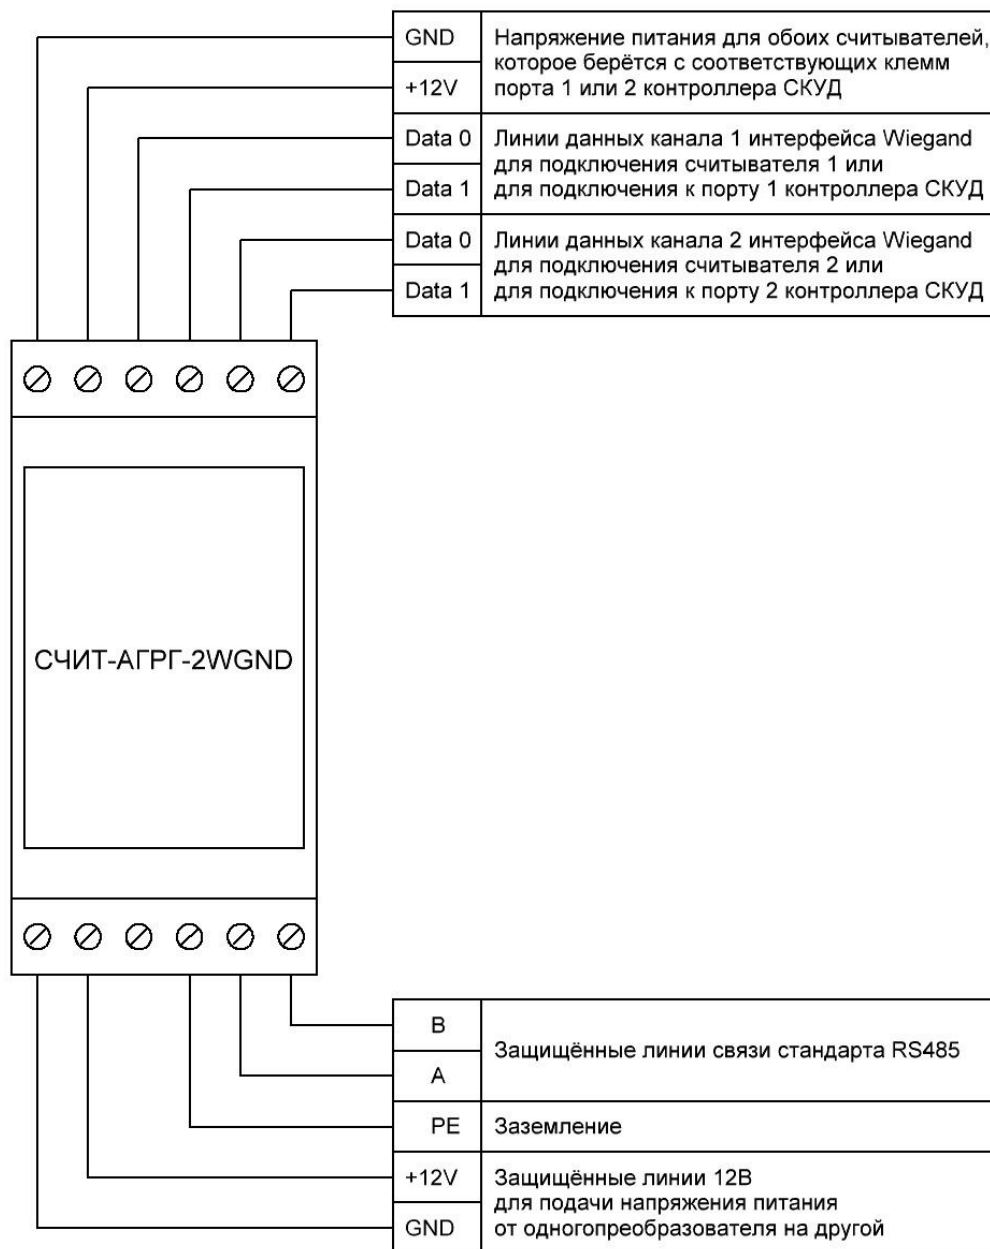 GND
Напряжение питания для обоих считывателей,
которое берётся с соответствующих клемм
+12V
порта 1 или 2 контроллера СКУД
Data 0
Линии данных канала 1 интерфейса Wiegand
для подключения считывателя 1 или
Data 1
для подключения к порту 1 контроллера СКУД
Data 0
Линии данных канала 2 интерфейса Wiegand
для подключения считывателя 2 или
Data 1
для подключения к порту 2 контроллера СКУД
СЧИТ-АГРГ-2WGND
B
Защищённые линии связи стандарта RS485
A
PE
Заземление
+12V
Защищённые линии 12В
для подачи напряжения питания
GND
от одногопреобразователя на другой